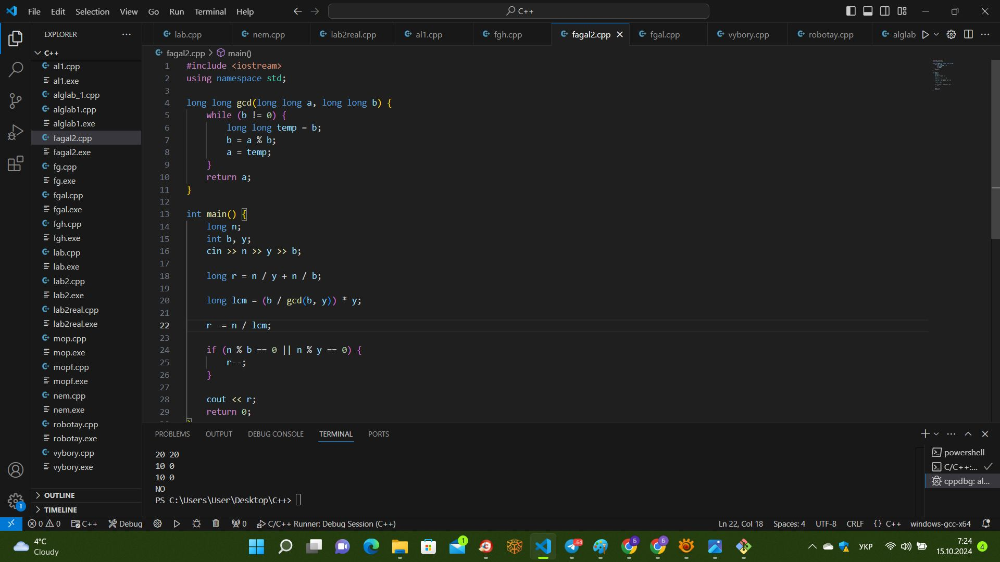 File Edit Selection View Go Run Terminal Help
C++
EXPLORER
lab.cpp
nem.cpp
lab2real.cpp
al1.cpp
fgh.cpp
fagal2.cpp
fgal.cpp
vybory.cpp
robotay.cpp
alglab
C++
fagal2.cpp > main()
al1.cpp
al1.exe
alglab_1.cpp
alglab1.cpp
alglab1.exe
fagal2.cpp
fagal2.exe
fg.cpp
fg.exe
fgal.cpp
fgal.exe
fgh.cpp
fgh.exe
lab.cpp
lab.exe
lab2.cpp
lab2.exe
lab2real.cpp
lab2real.exe
mop.cpp
mop.exe
mopf.cpp
mopf.exe
nem.cpp
nem.exe
robotay.cpp
robotay.exe
vybory.cpp
vybory.exe
OUTLINE
TIMELINE
1
1 #include <iostream>
2 using namespace std;
3
4 long long gcd(long long a, long long b) {
5 while (b != 0) {
6 long long temp = b;
7 b = a % b;
8 a = temp;
9 }
10 return a;
11 }
12
13 int main() {
14 long n;
15 int b, y;
16 cin >> n >> y >> b;
17
18 long r = n / y + n / b;
19
20 long lcm = (b / gcd(b, y)) * y;
21
22 r -= n / lcm;
23
24 if (n % b == 0 || n % y == 0) {
25 r--;
26 }
27
28 cout << r;
29 return 0;
PROBLEMS OUTPUT DEBUG CONSOLE TERMINAL PORTS
20 20
10 0
10 0
NO
PS C:\Users\User\Desktop\C++>
powershell
C/C++:...
cppdbg: al...
0 0 C++ Debug 0 C/C++ Runner: Debug Session (C++)
Ln 22, Col 18 Spaces: 4 UTF-8 CRLF {} C++ windows-gcc-x64
4°C
Cloudy
1
64
Б
Б
УКР
7:24
15.10.2024
4